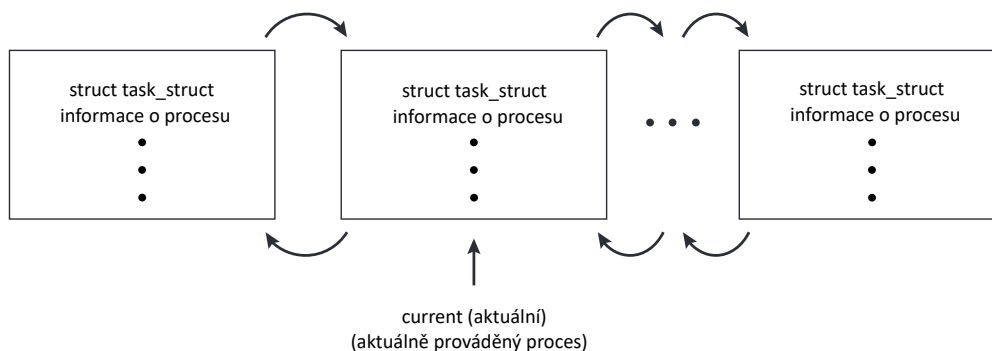 struct task_struct
informace o procesu
struct task_struct
informace o procesu
struct task_struct
informace o procesu
current (aktuální)
(aktuálně prováděný proces)